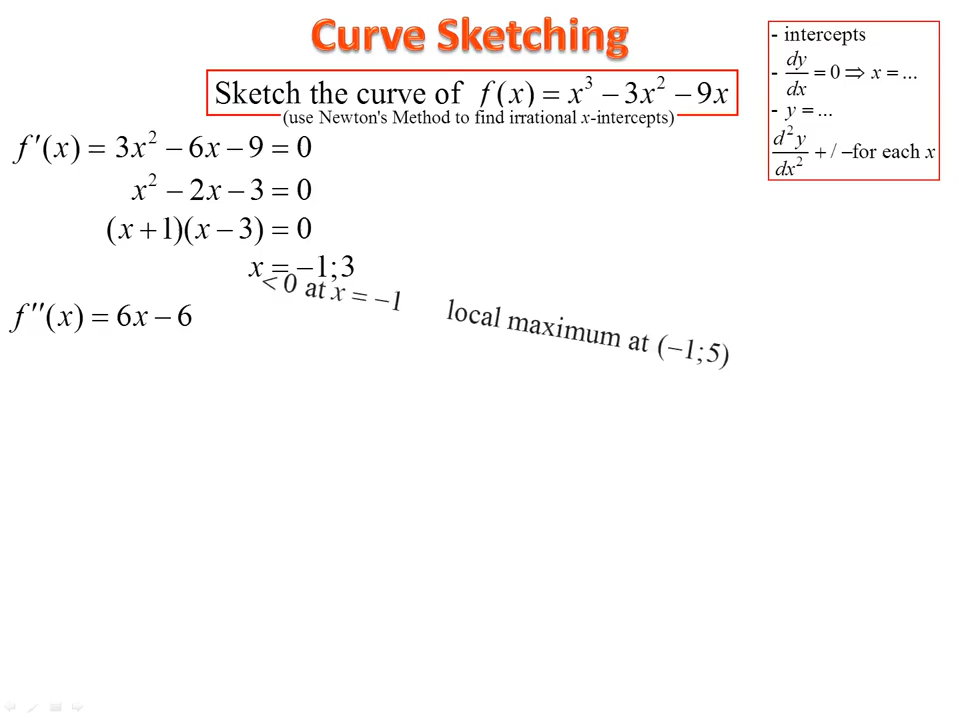 Curve Sketching
Sketch the curve of f(x) = x³ − 3x² − 9x
(use Newton's Method to find irrational x-intercepts)
- intercepts
- dy/dx = 0 ⇒ x = ...
- y = ...
d²y/dx² + / − for each x
f′(x) = 3x² − 6x − 9 = 0
x² − 2x − 3 = 0
(x + 1)(x − 3) = 0
x = −1;3
f″(x) = 6x − 6
< 0 at x = −1 local maximum at (−1;5)